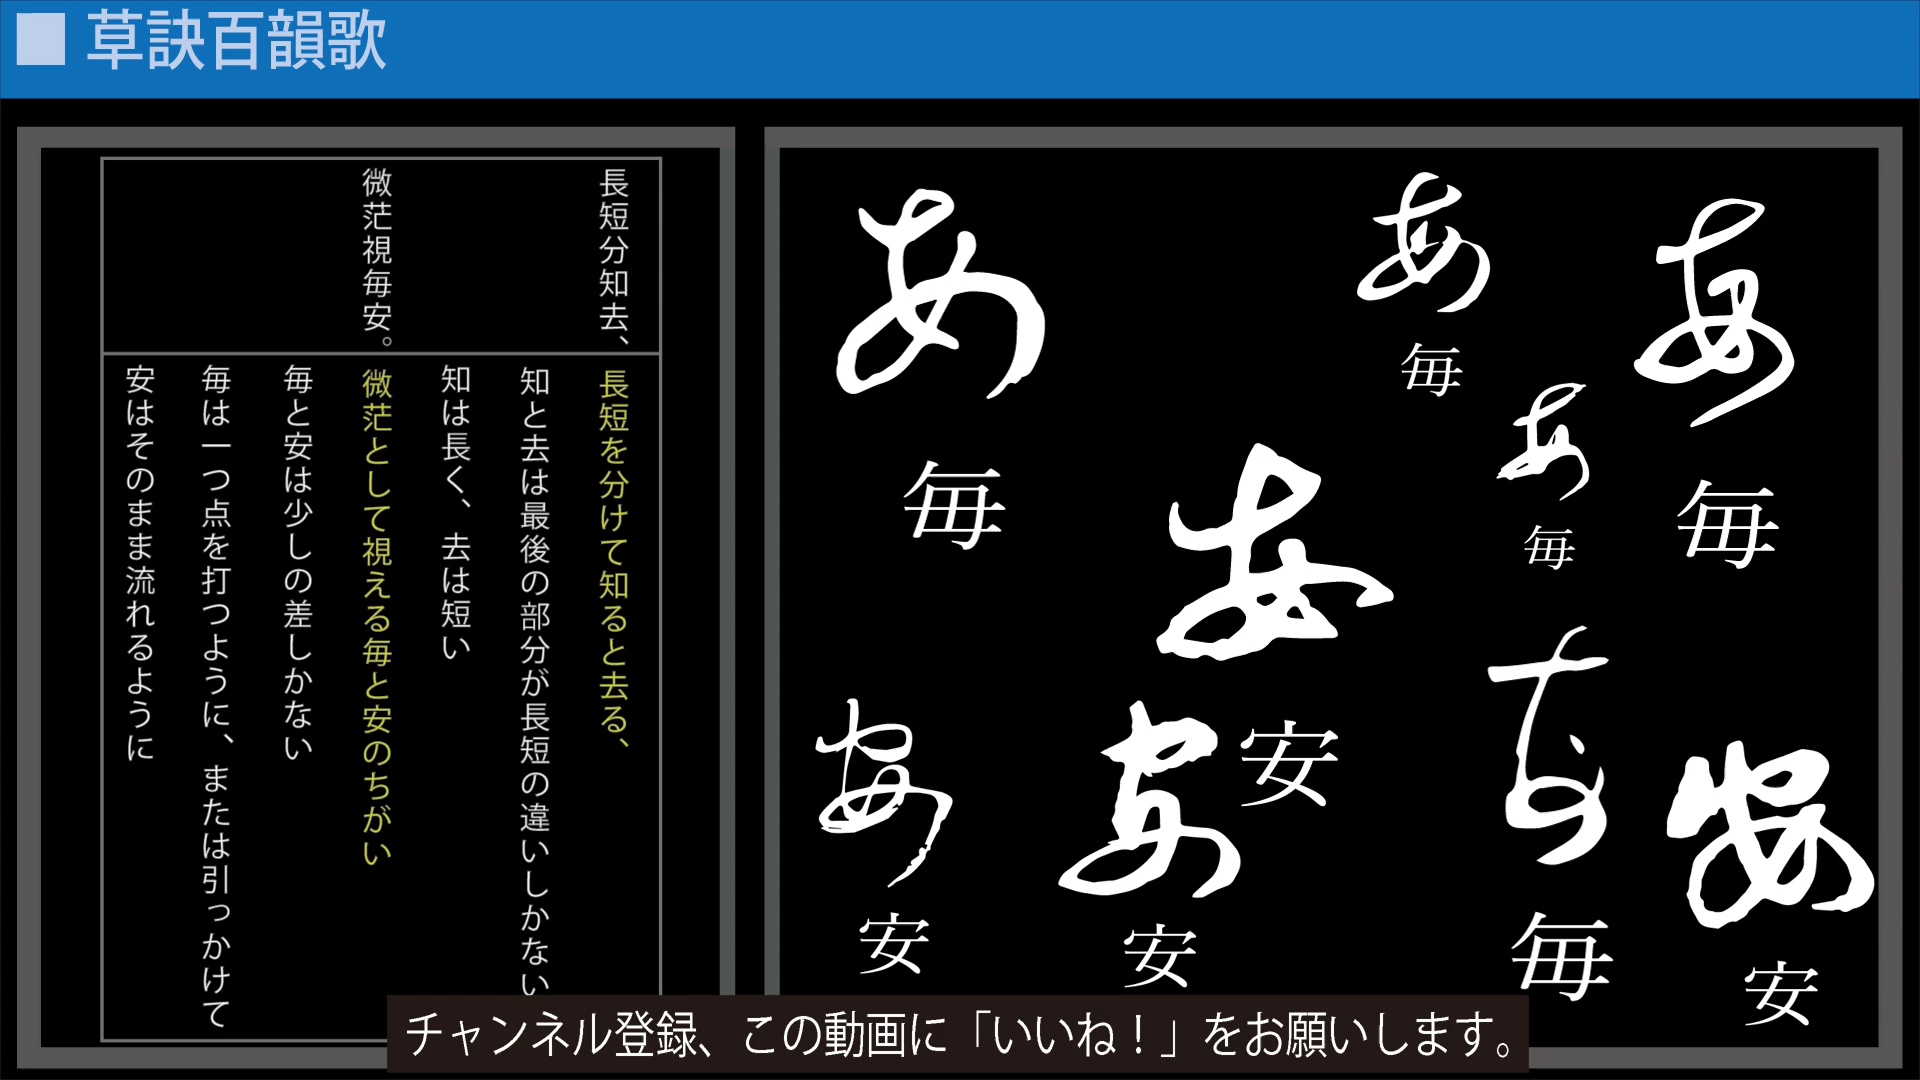 草訣百韻歌
長短分知去、
微茫視毎安。
長短を分けて知ると去る、
知と去は最後の部分が長短の違いしかない
知は長く、去は短い
微茫として視える毎と安のちがい
毎と安は少しの差しかない
毎は一つ点を打つように、または引っかけて
安はそのまま流れるように
毎
毎
毎
毎
安
安
安
毎
安
チャンネル登録、この動画に「いいね！」をお願いします。